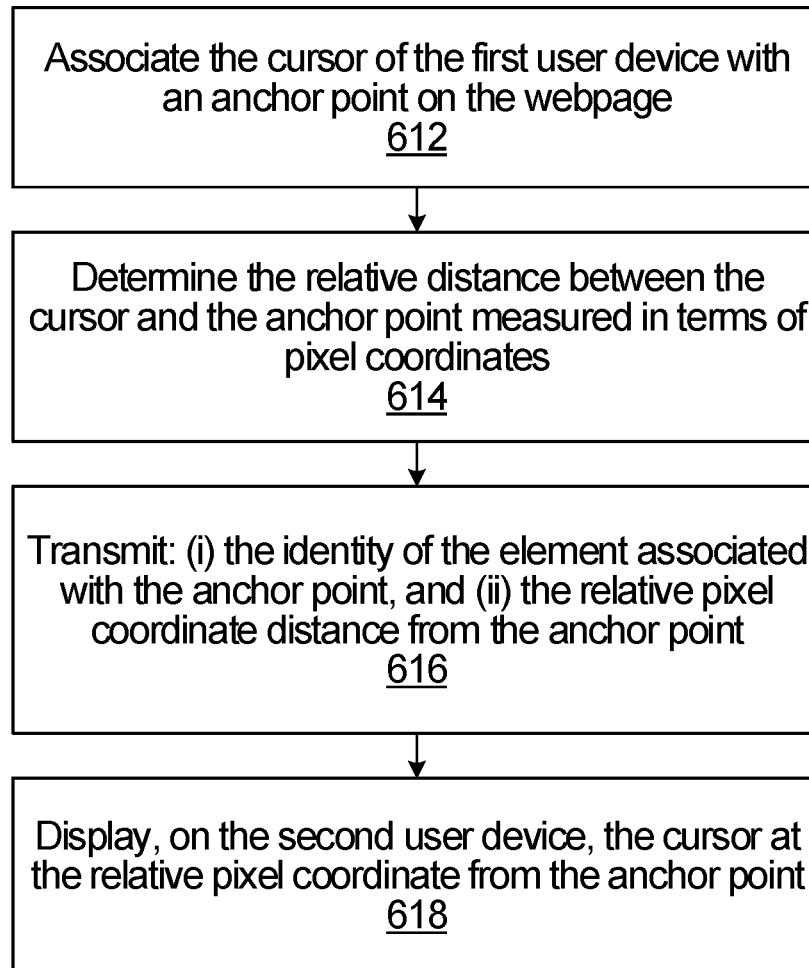 Associate the cursor of the first user device with
an anchor point on the webpage
612
Determine the relative distance between the
cursor and the anchor point measured in terms of
pixel coordinates
614
Transmit: (i) the identity of the element associated
with the anchor point, and (ii) the relative pixel
coordinate distance from the anchor point
616
Display, on the second user device, the cursor at
the relative pixel coordinate from the anchor point
618